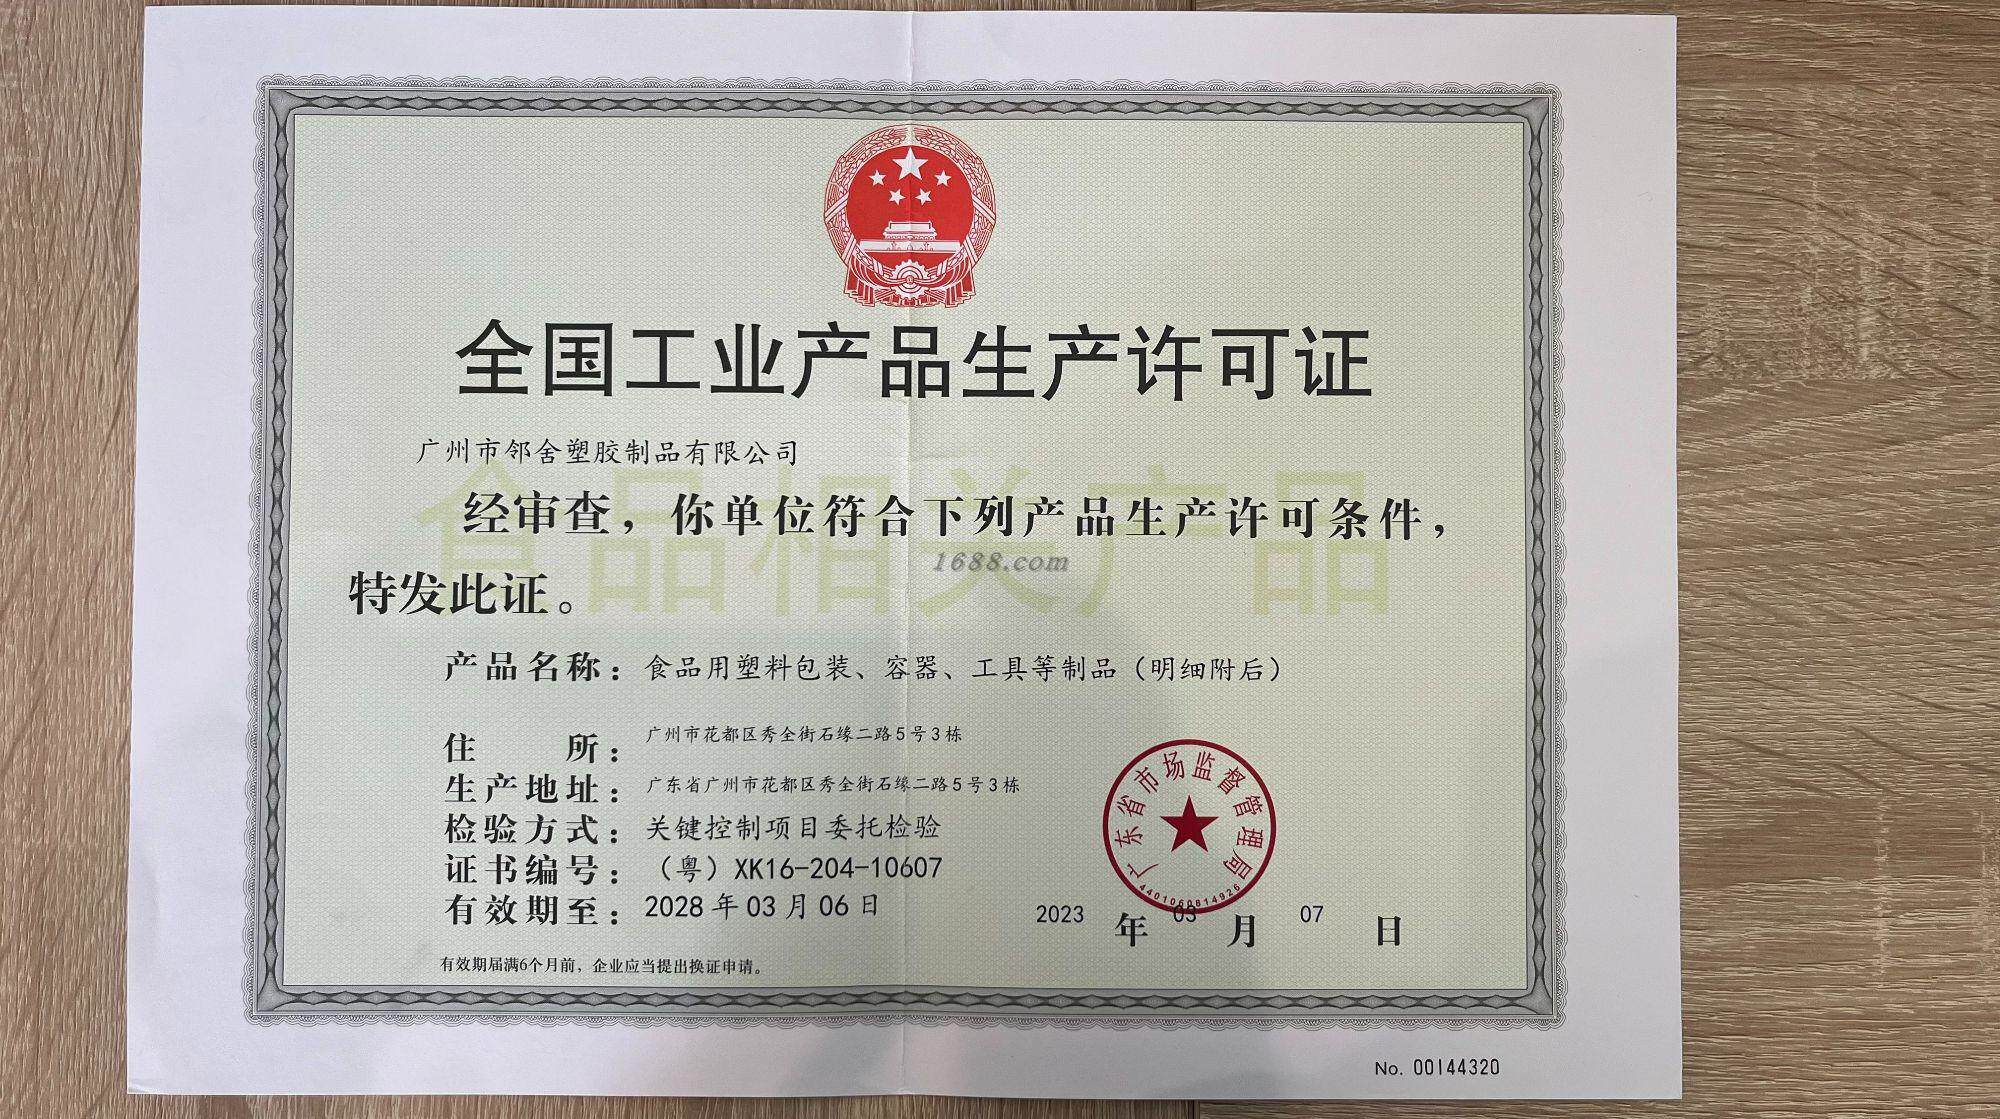 全国工业产品生产许可证
广州市邻舍塑胶制品有限公司
食品相关产品
经审查，你单位符合下列产品生产许可条件，
1688.com
特发此证。
产品名称：食品用塑料包装、容器、工具等制品（明细附后）
住所：广州市花都区秀全街石缘二路5号3栋
生产地址：广东省广州市花都区秀全街石缘二路5号3栋
检验方式：关键控制项目委托检验
证书编号：（粤）XK16-204-10607
有效期至：2028年03月06日
广东省市场监督管理局
4401060814926
2023年03月07日
有效期届满6个月前，企业应当提出换证申请。
No. 00144320